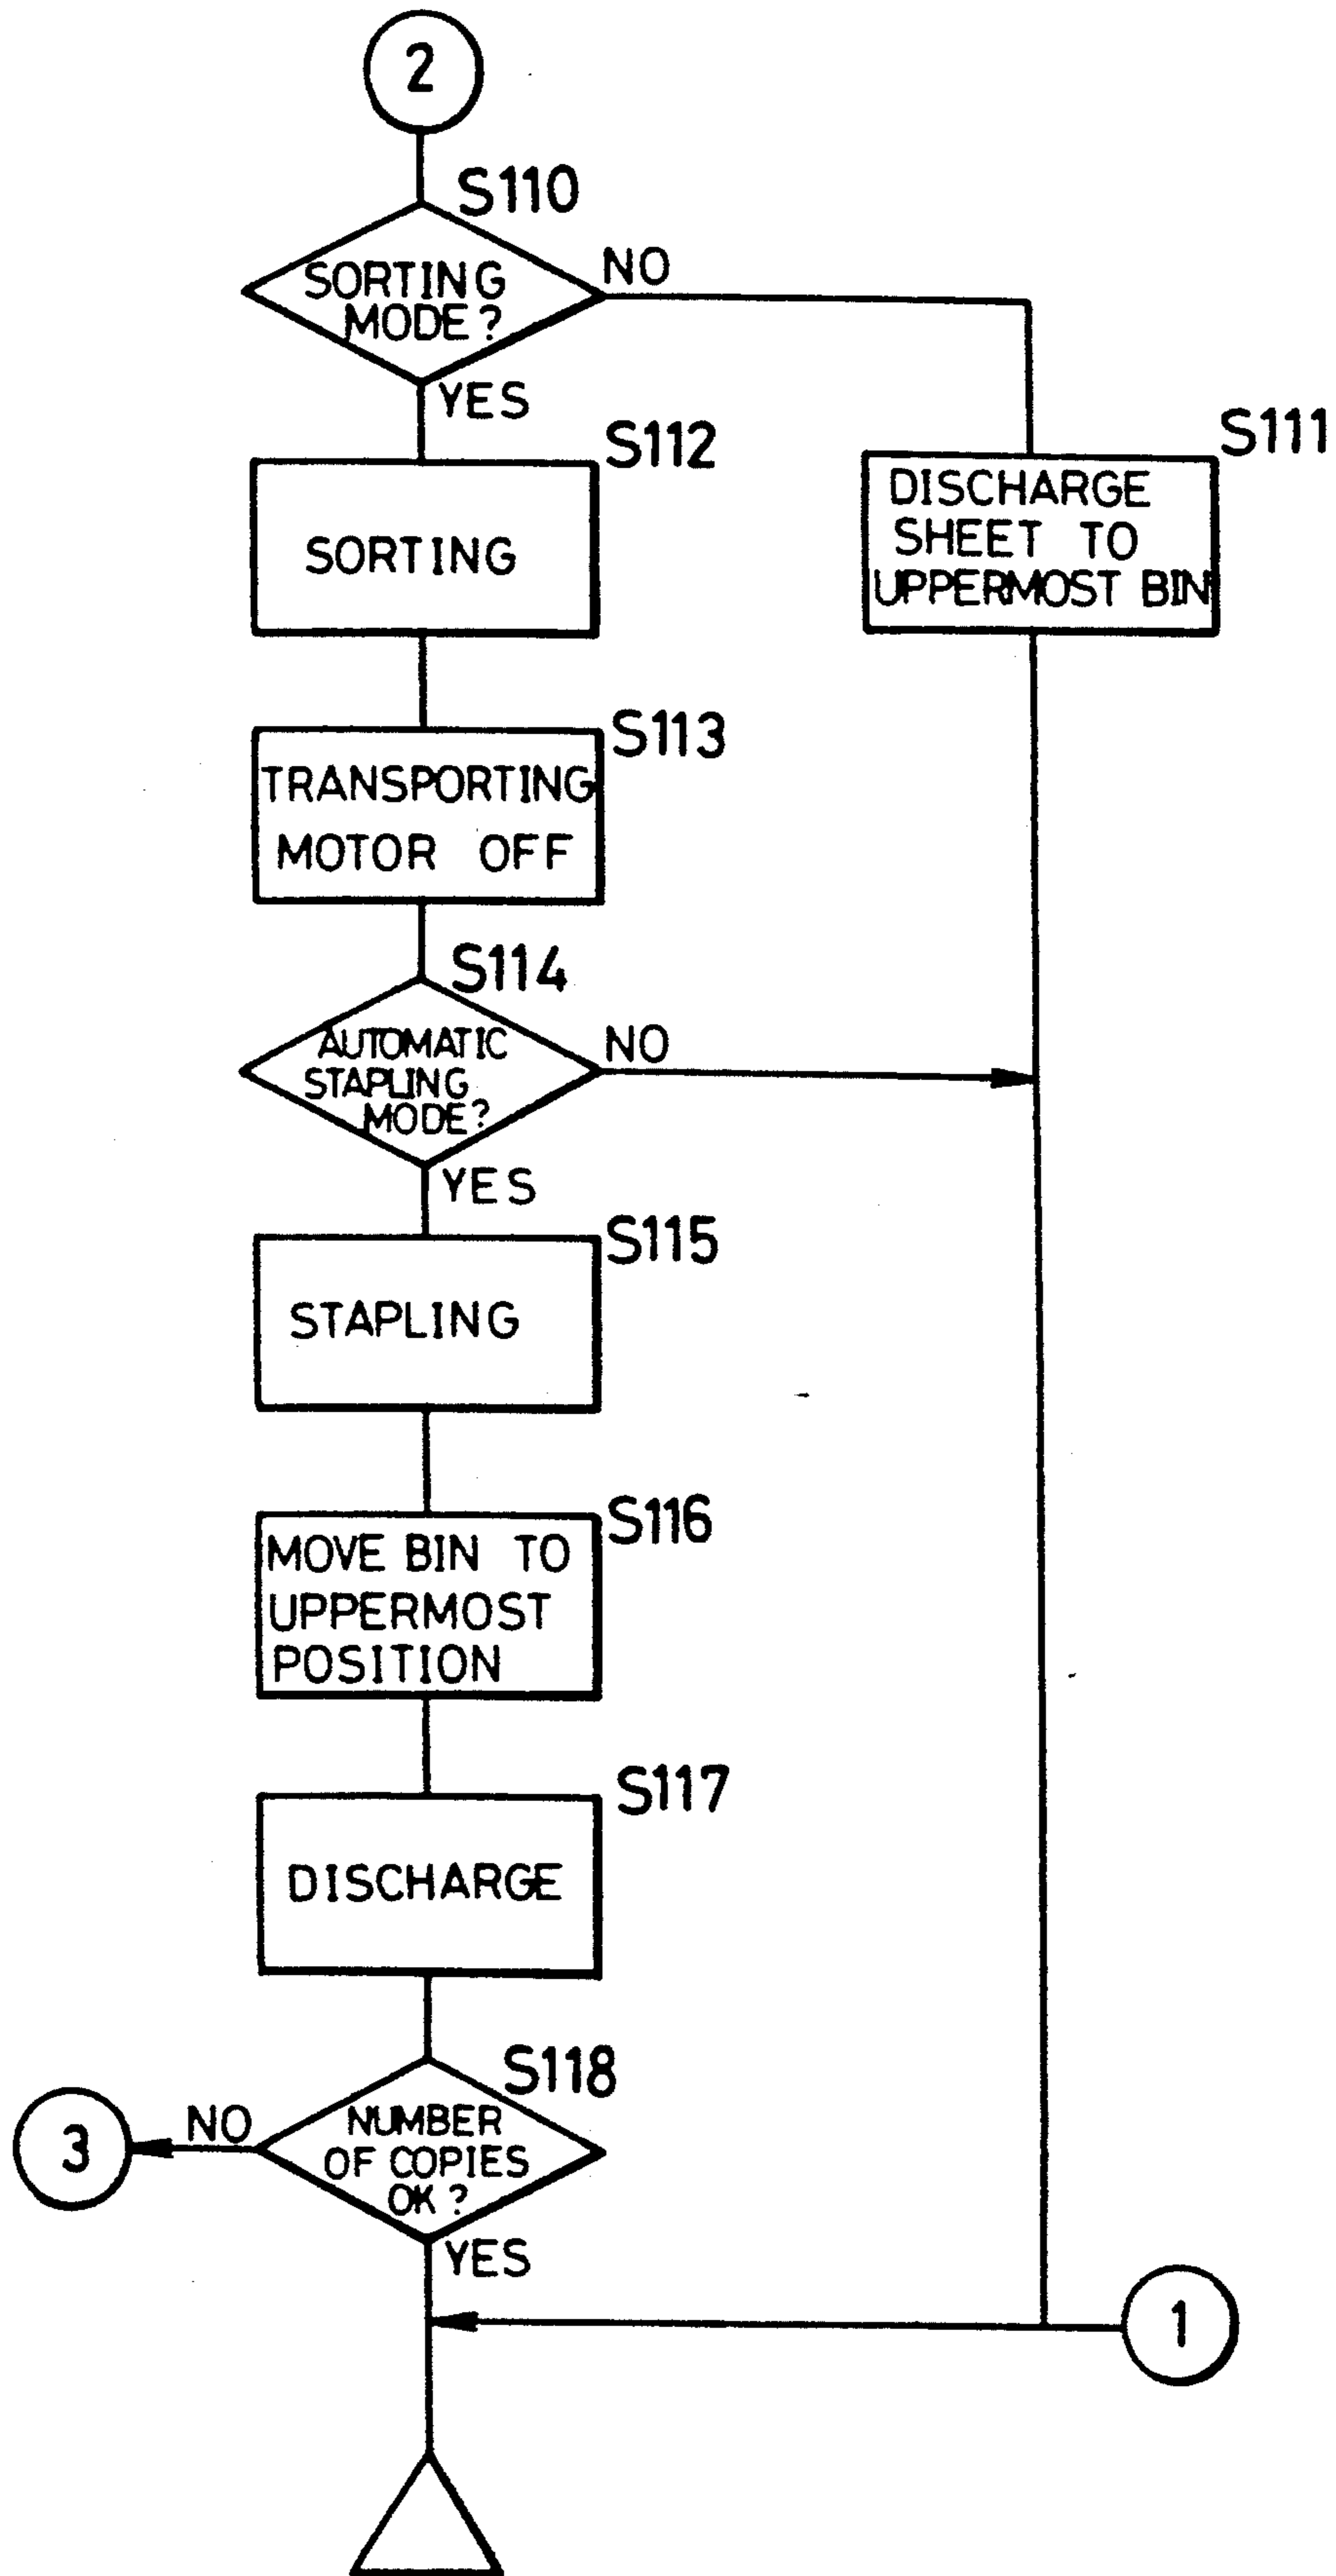 2
S110
SORTING
MODE?
NO
YES
S112
SORTING
S111
DISCHARGE
SHEET TO
UPPERMOST BIN
S113
TRANSPORTING
MOTOR OFF
S114
AUTOMATIC
STAPLING
MODE?
NO
YES
S115
STAPLING
S116
MOVE BIN TO
UPPERMOST
POSITION
S117
DISCHARGE
S118
NUMBER
OF COPIES
OK?
NO
3
YES
1